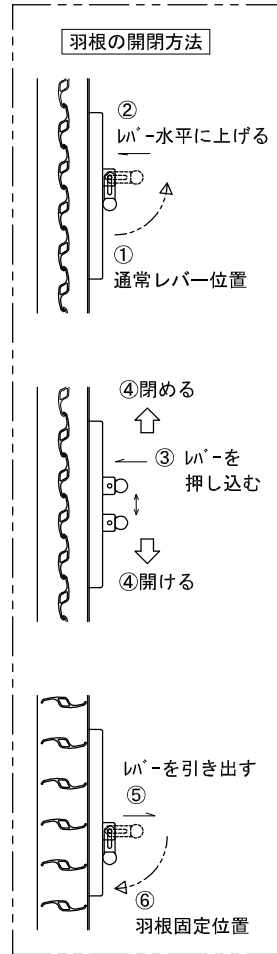 羽根の開閉方法
②
ﾚﾊﾞｰ水平に上げる
①
通常レバー位置
④閉める
③ ﾚﾊﾞｰを
押し込む
④開ける
ﾚﾊﾞｰを引き出す
⑤
⑥
羽根固定位置